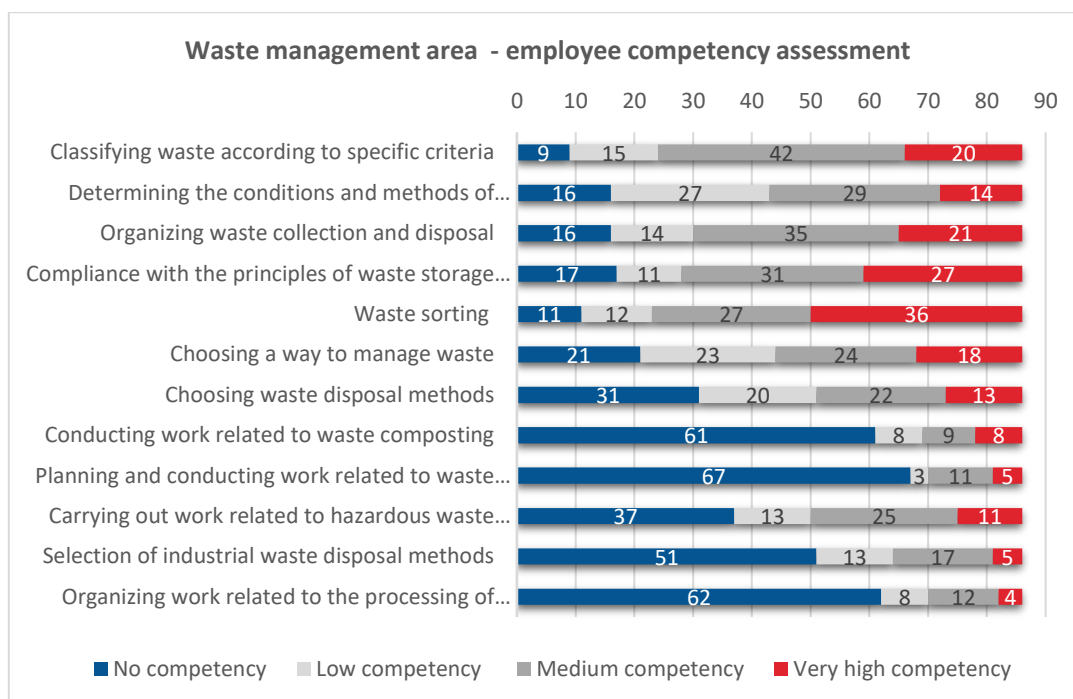 Waste management area - employee competency assessment
0 10 20 30 40 50 60 70 80 90
Classifying waste according to specific criteria 9 15 42 20
Determining the conditions and methods of... 16 27 29 14
Organizing waste collection and disposal 16 14 35 21
Compliance with the principles of waste storage... 17 11 31 27
Waste sorting 11 12 27 36
Choosing a way to manage waste 21 23 24 18
Choosing waste disposal methods 31 20 22 13
Conducting work related to waste composting 61 8 9 8
Planning and conducting work related to waste... 67 3 11 5
Carrying out work related to hazardous waste... 37 13 25 11
Selection of industrial waste disposal methods 51 13 17 5
Organizing work related to the processing of... 62 8 12 4
No competency Low competency Medium competency Very high competency